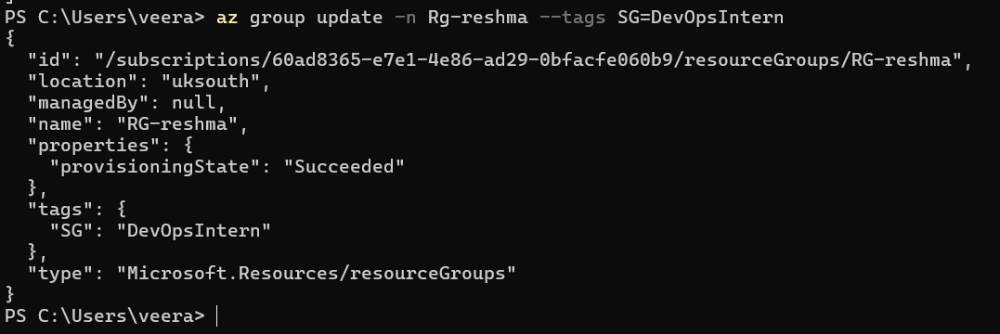 PS C:\Users\veera> az group update -n Rg-reshma --tags SG=DevOpsIntern
{
  "id": "/subscriptions/60ad8365-e7e1-4e86-ad29-0bfacfe060b9/resourceGroups/RG-reshma",
  "location": "uksouth",
  "managedBy": null,
  "name": "RG-reshma",
  "properties": {
    "provisioningState": "Succeeded"
  },
  "tags": {
    "SG": "DevOpsIntern"
  },
  "type": "Microsoft.Resources/resourceGroups"
}
PS C:\Users\veera>